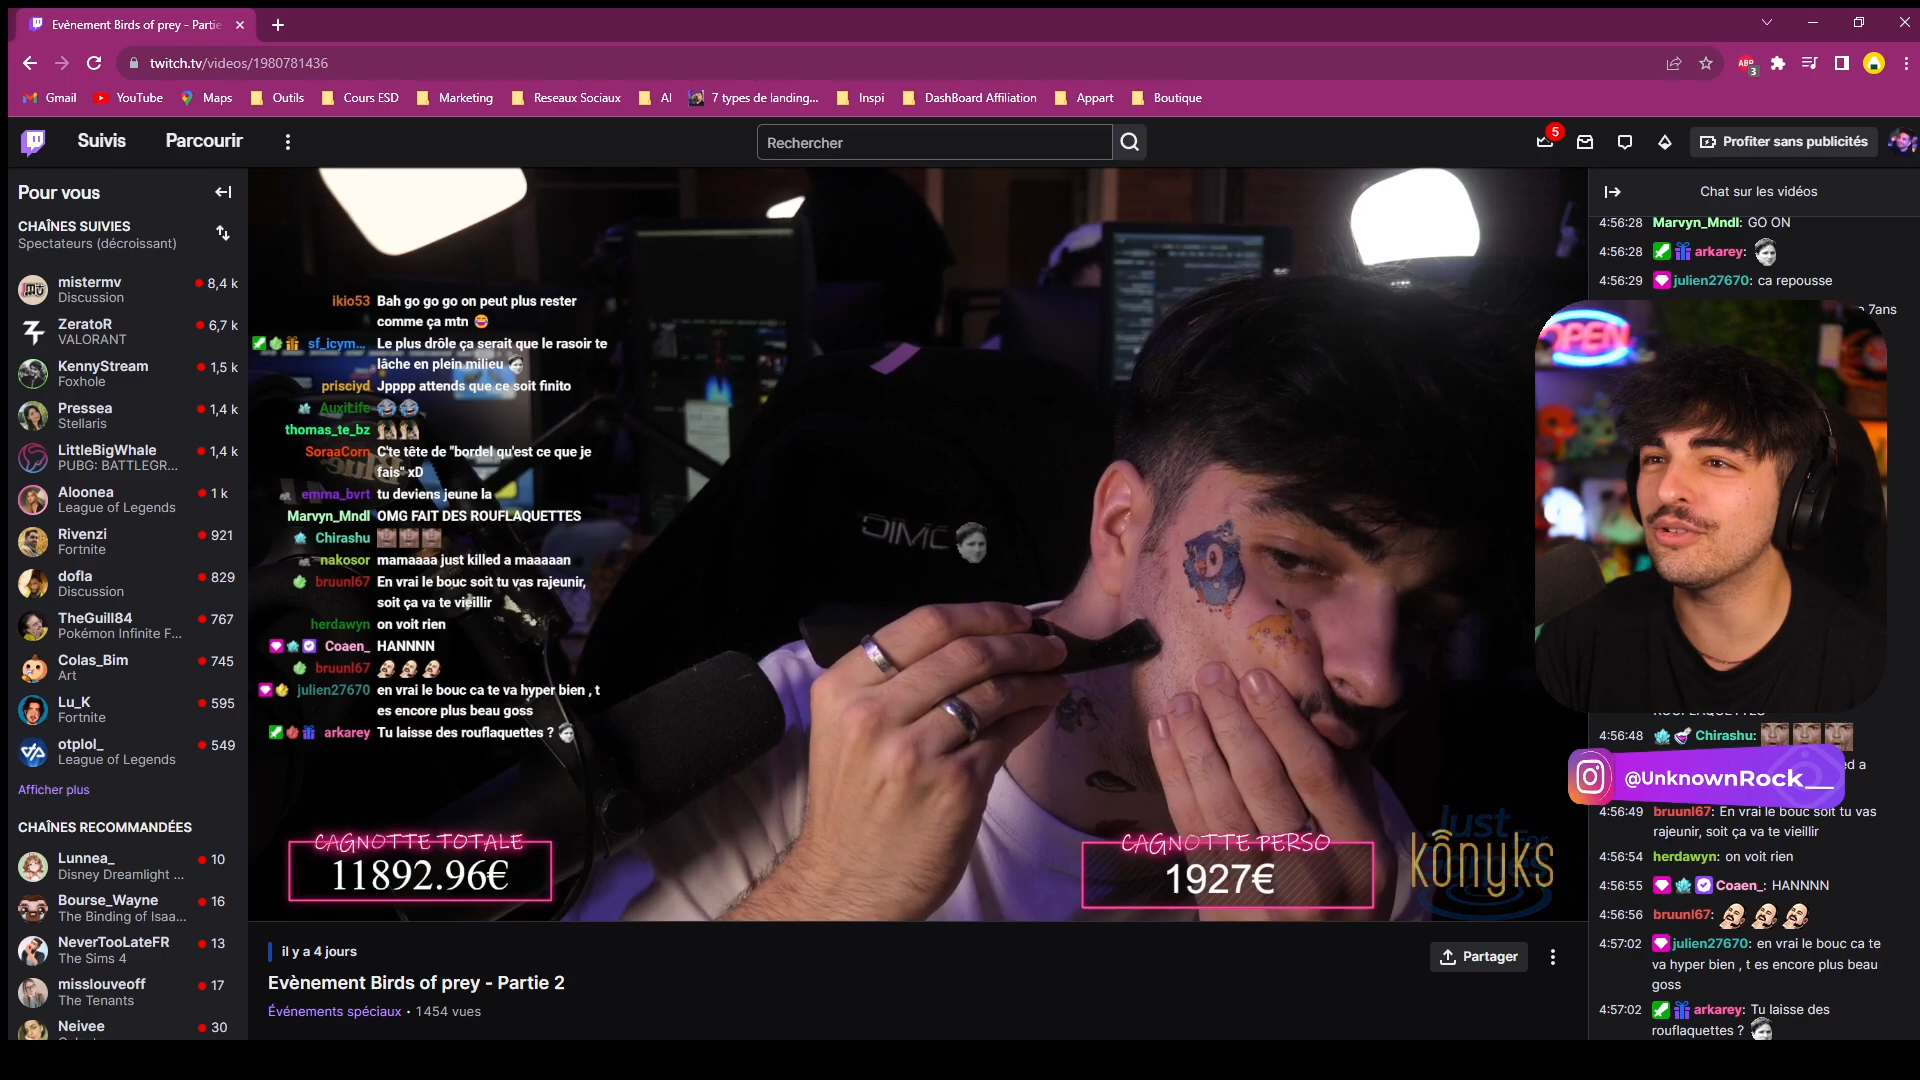 Evènement Birds of prey - Partie
twitch.tv/videos/1980781436
ABP
3
Gmail
YouTube
Maps
Outils
Cours ESD
Marketing
Reseaux Sociaux
AI
7 types de landing...
Inspi
DashBoard Affiliation
Appart
Boutique
Suivis
Parcourir
Rechercher
5
Profiter sans publicités
Pour vous
CHAÎNES SUIVIES
Spectateurs (décroissant)
mistermv
8,4 k
Discussion
ZeratoR
6,7 k
VALORANT
KennyStream
1,5 k
Foxhole
Pressea
1,4 k
Stellaris
LittleBigWhale
1,4 k
PUBG: BATTLEGR...
Aloonea
1 k
League of Legends
Rivenzi
921
Fortnite
dofla
829
Discussion
TheGuill84
767
Pokémon Infinite F...
Colas_Bim
745
Art
Lu_K
595
Fortnite
otplol_
549
League of Legends
Afficher plus
CHAÎNES RECOMMANDÉES
Lunnea_
10
Disney Dreamlight ...
Bourse_Wayne
16
The Binding of Isaa...
NeverTooLateFR
13
The Sims 4
misslouveoff
17
The Tenants
Neivee
30
ikio53 Bah go go go on peut plus rester
comme ça mtn
sf_icym... Le plus drôle ça serait que le rasoir te
lâche en plein milieu
prisciyd Jpppp attends que ce soit finito
AuxiLife
thomas_te_bz
SoraaCorn C'te tête de "bordel qu'est ce que je
fais" xD
emma_bvrt tu deviens jeune la
Marvyn_Mndl OMG FAIT DES ROUFLAQUETTES
Chirashu
nakosor mamaaaa just killed a maaaaan
bruunl67 En vrai le bouc soit tu vas rajeunir,
soit ça va te vieillir
herdawyn on voit rien
Coaen_ HANNNN
bruunl67
julien27670 en vrai le bouc ca te va hyper bien , t
es encore plus beau goss
arkarey Tu laisse des rouflaquettes ?
CAGNOTTE TOTALE
11892.96€
CAGNOTTE PERSO
1927€
Just For
kônyks
il y a 4 jours
Evènement Birds of prey - Partie 2
Événements spéciaux • 1 454 vues
Partager
Chat sur les vidéos
4:56:28 Marvyn_Mndl: GO ON
4:56:28 arkarey:
4:56:29 julien27670: ca repousse
7ans
OPEN
ROUFLAQUETTES
4:56:48 Chirashu:
ed a
@UnknownRock__
4:56:49 bruunl67: En vrai le bouc soit tu vas
rajeunir, soit ça va te vieillir
4:56:54 herdawyn: on voit rien
4:56:55 Coaen_: HANNNN
4:56:56 bruunl67:
4:57:02 julien27670: en vrai le bouc ca te
va hyper bien , t es encore plus beau
goss
4:57:02 arkarey: Tu laisse des
rouflaquettes ?